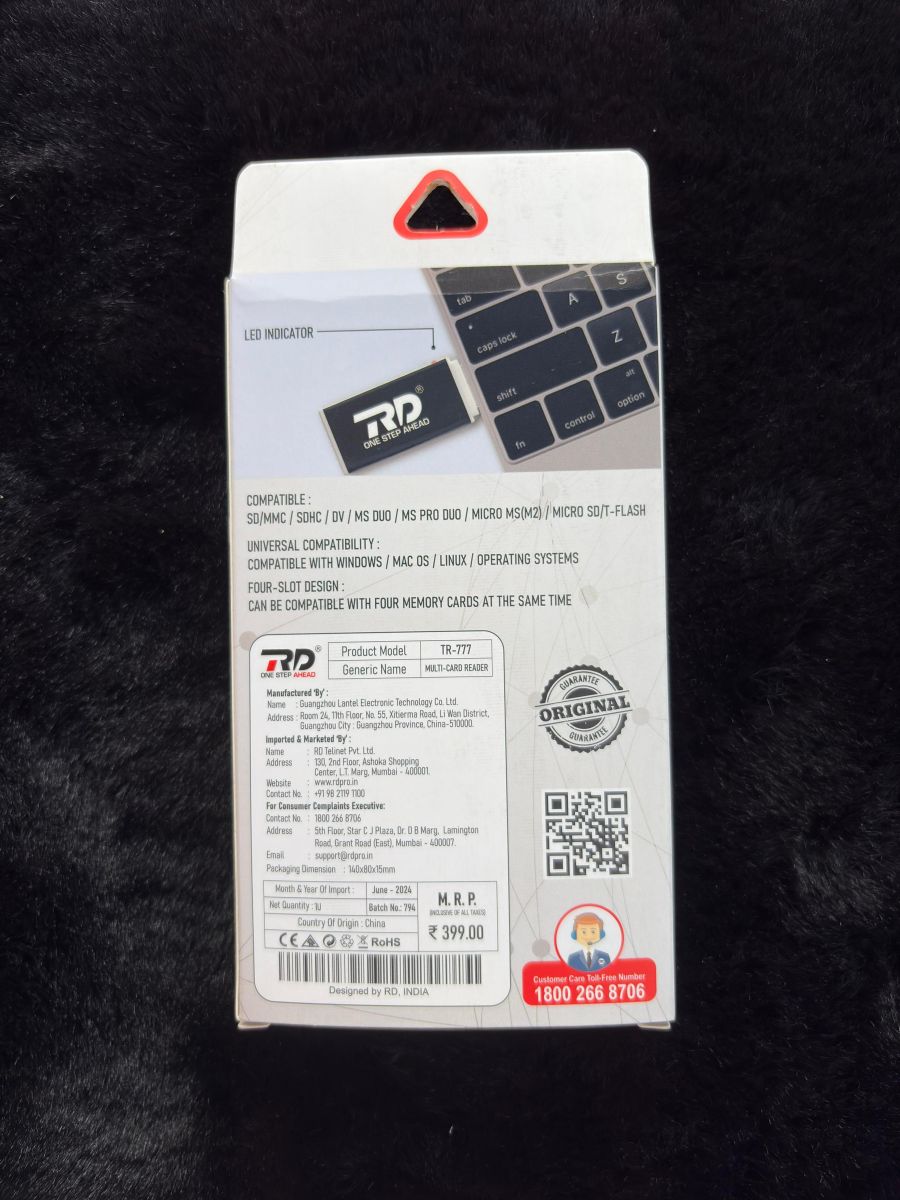 tab
A
S
caps lock
Z
shift
alt
fn
control
option
LED INDICATOR
RD®
ONE STEP AHEAD
COMPATIBLE :
SD/MMC / SDHC / DV / MS DUO / MS PRO DUO / MICRO MS(M2) / MICRO SD/T-FLASH
UNIVERSAL COMPATIBILITY :
COMPATIBLE WITH WINDOWS / MAC OS / LINUX / OPERATING SYSTEMS
FOUR-SLOT DESIGN :
CAN BE COMPATIBLE WITH FOUR MEMORY CARDS AT THE SAME TIME
RD®
ONE STEP AHEAD
Product Model TR-777
Generic Name MULTI-CARD READER
Manufactured 'By' :
Name : Guangzhou Lantel Electronic Technology Co. Ltd.
Address : Room 24, 11th Floor, No. 55, Xitierma Road, Li Wan District,
Guangzhou City : Guangzhou Province, China-510000.
Imported & Marketed 'By' :
Name : RD Telinet Pvt. Ltd.
Address : 130, 2nd Floor, Ashoka Shopping
Center, L.T. Marg, Mumbai - 400001.
Website : www.rdpro.in
Contact No. : +91 98 2119 1100
For Consumer Complaints Executive:
Contact No. : 1800 266 8706
Address : 5th Floor, Star C J Plaza, Dr. D B Marg, Lamington
Road, Grant Road (East), Mumbai - 400007.
Email : support@rdpro.in
Packaging Dimension : 140x80x15mm
Month & Year Of Import : June - 2024
Net Quantity : 1U Batch No.: 794
Country Of Origin : China
CE RoHS
M. R. P.
(INCLUSIVE OF ALL TAXES)
₹ 399.00
Designed by RD, INDIA
GUARANTEE
ORIGINAL
GUARANTEE
Customer Care Toll-Free Number
1800 266 8706